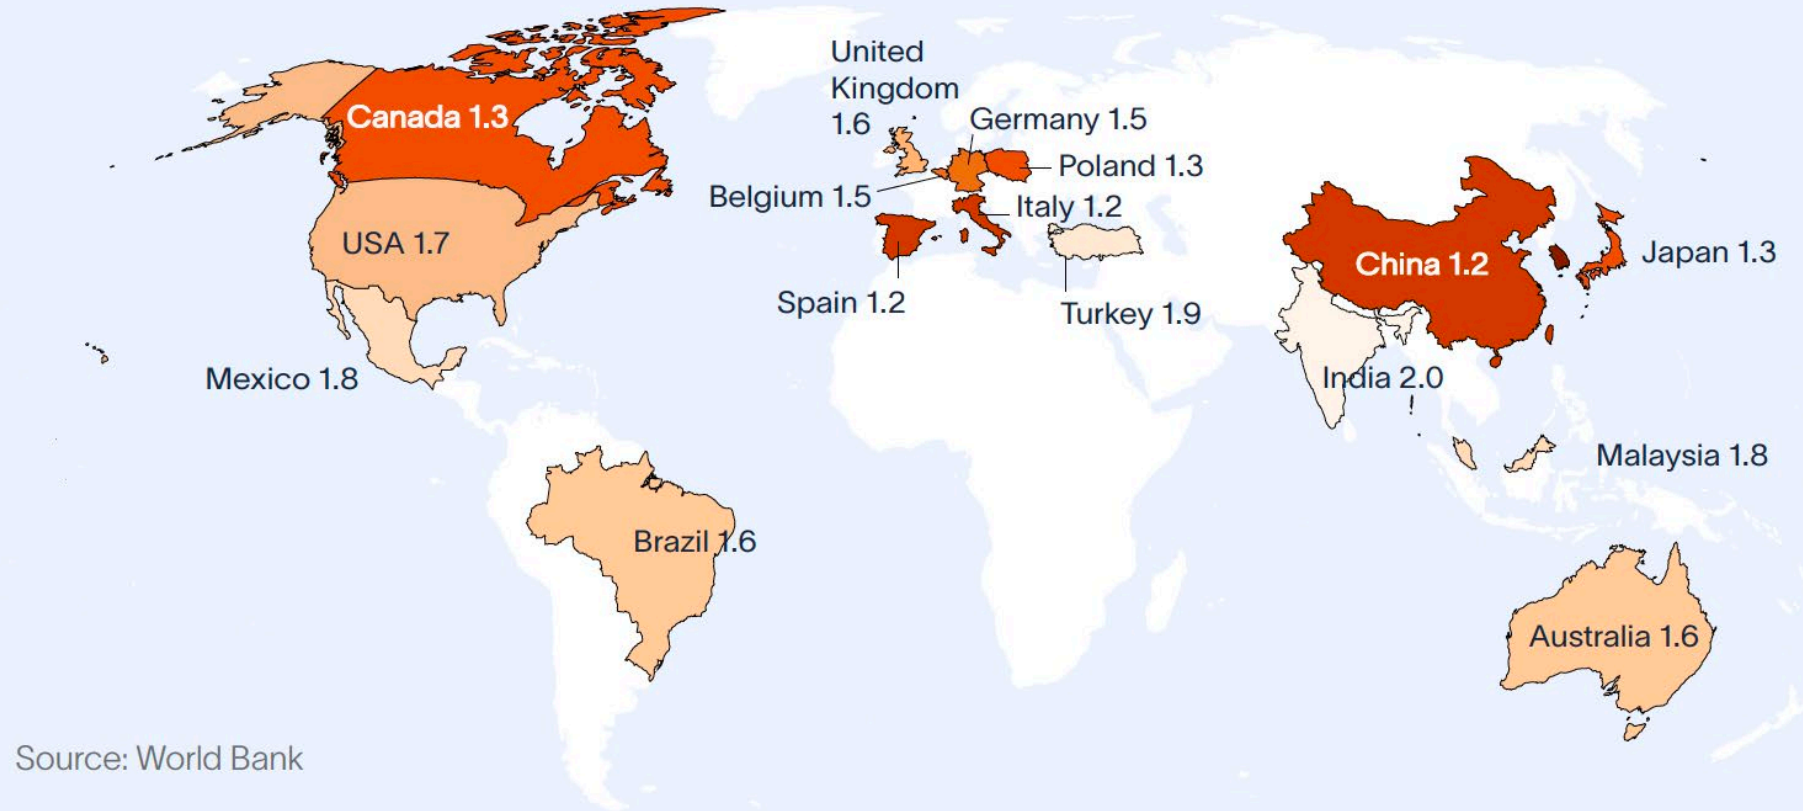 United
Kingdom
1.6
Canada 1.3
Germany 1.5
Poland 1.3
Belgium 1.5
Italy 1.2
USA 1.7
China 1.2
Japan 1.3
Spain 1.2
Turkey 1.9
Mexico 1.8
India 2.0
Malaysia 1.8
Brazil 1.6
Australia 1.6
Source: World Bank